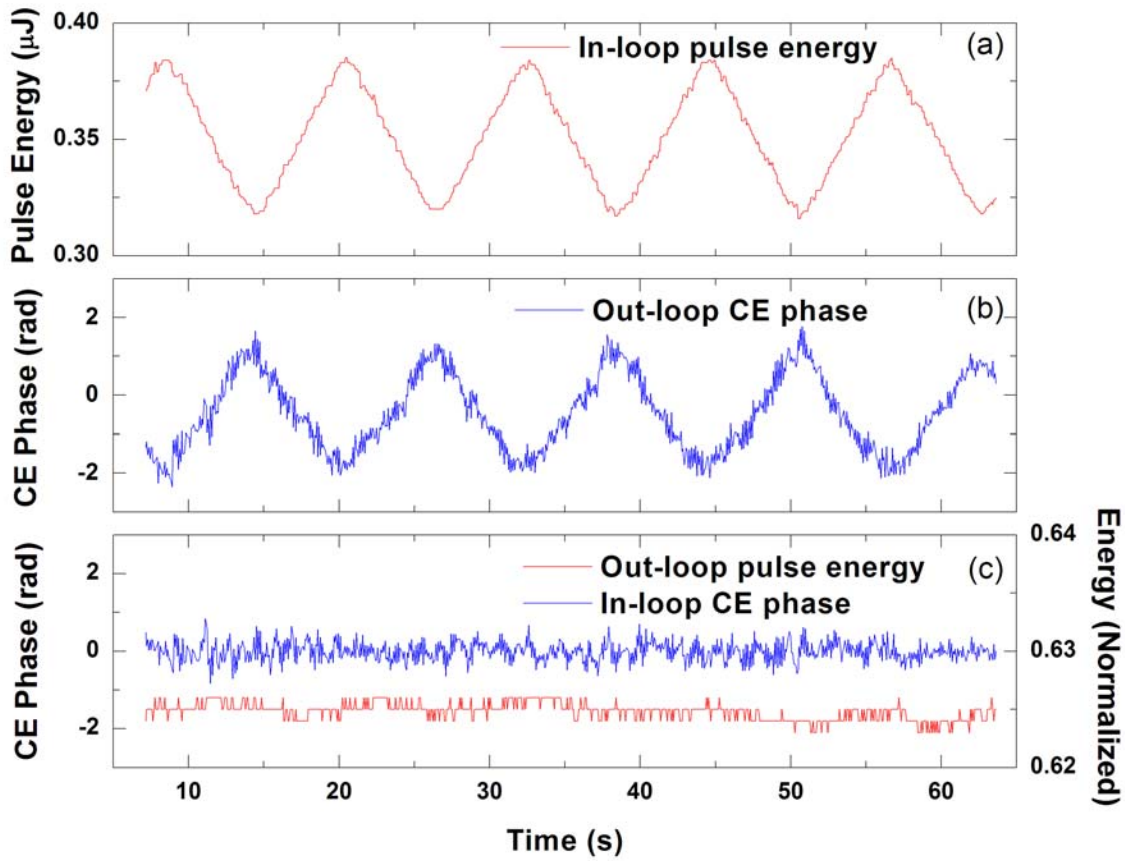 0.40
In-loop pulse energy
(a)
Pulse Energy (μJ)
0.35
0.30
2
Out-loop CE phase
(b)
CE Phase (rad)
0
-2
0.64
2
Out-loop pulse energy
(c)
In-loop CE phase
CE Phase (rad)
0
0.63
Energy (Normalized)
-2
0.62
10 20 30 40 50 60
Time (s)